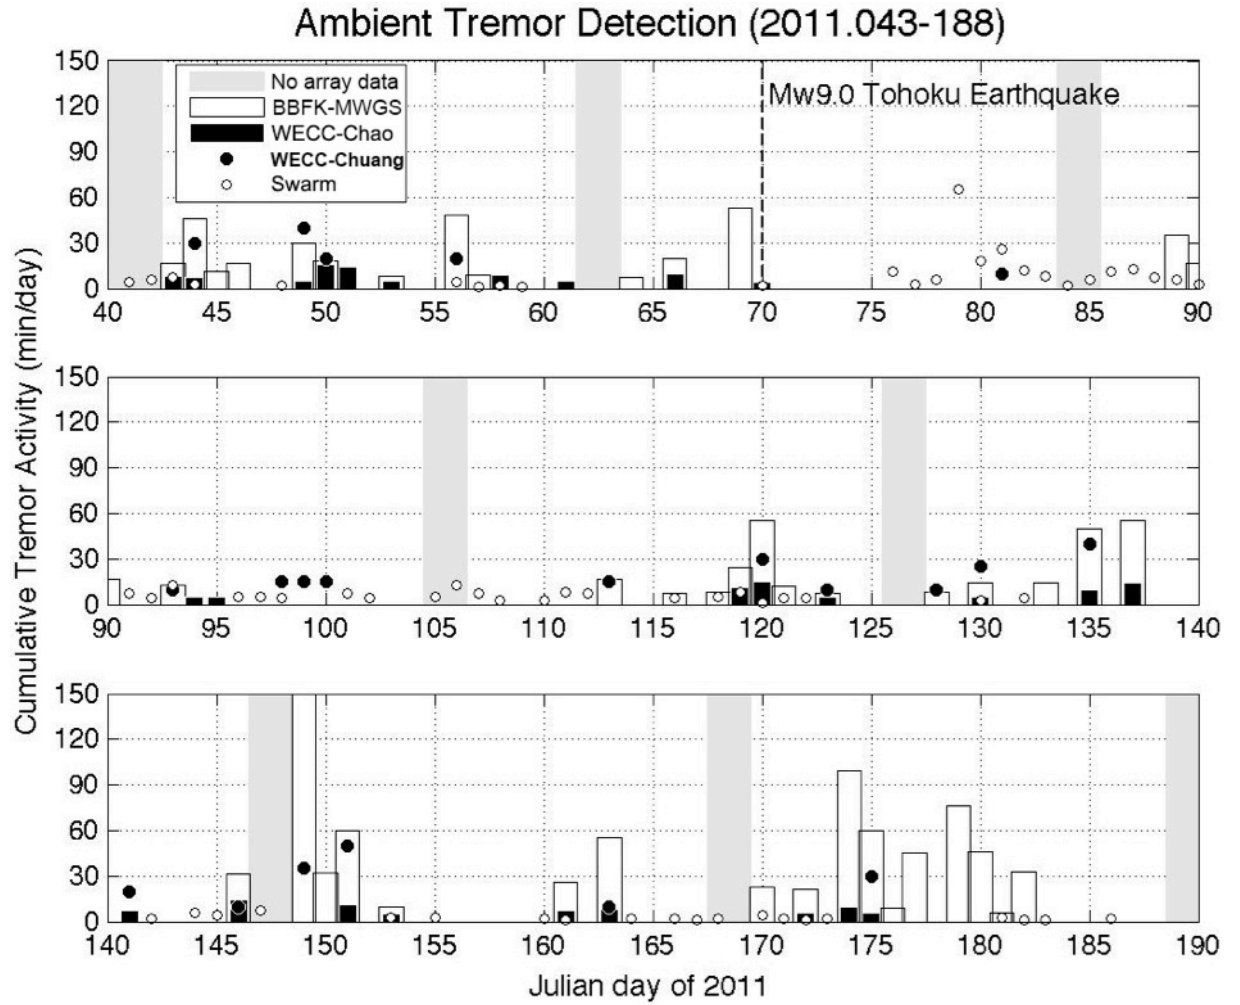 Ambient Tremor Detection (2011.043-188)
No array data
BBFK-MWGS
WECC-Chao
WECC-Chuang
Swarm
Mw9.0 Tohoku Earthquake
150
120
90
60
30
0
40 45 50 55 60 65 70 75 80 85 90
150
120
90
60
30
0
90 95 100 105 110 115 120 125 130 135 140
150
120
90
60
30
0
140 145 150 155 160 165 170 175 180 185 190
Cumulative Tremor Activity (min/day)
Julian day of 2011